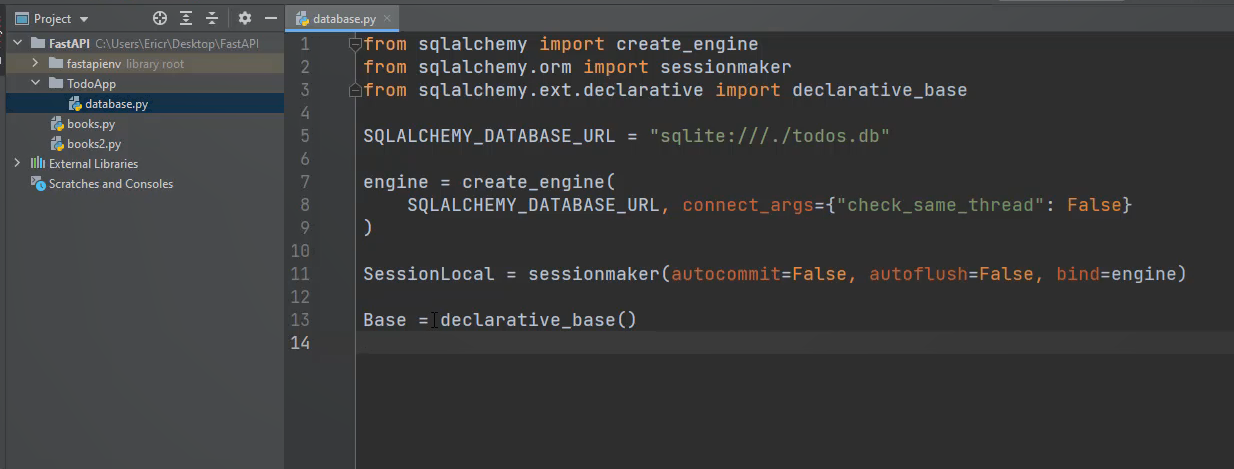 Project
FastAPI C:\Users\Ericr\Desktop\FastAPI
fastapienv library root
TodoApp
database.py
books.py
books2.py
External Libraries
Scratches and Consoles
database.py
1 from sqlalchemy import create_engine
2 from sqlalchemy.orm import sessionmaker
3 from sqlalchemy.ext.declarative import declarative_base
4
5 SQLALCHEMY_DATABASE_URL = "sqlite:///./todos.db"
6
7 engine = create_engine(
8     SQLALCHEMY_DATABASE_URL, connect_args={"check_same_thread": False}
9 )
10
11 SessionLocal = sessionmaker(autocommit=False, autoflush=False, bind=engine)
12
13 Base = declarative_base()
14